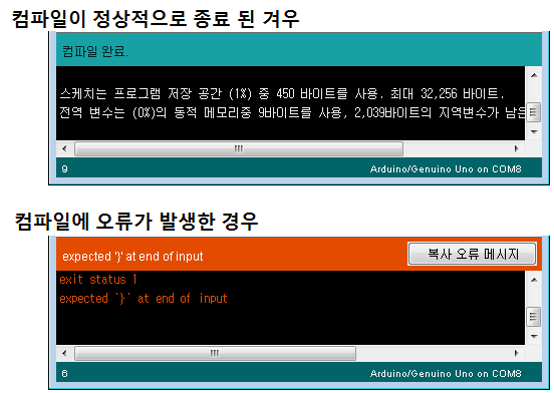 컴파일이 정상적으로 종료 된 겨우
컴파일 완료.
스케치는 프로그램 저장 공간 (1%) 중 450 바이트를 사용. 최대 32,256 바이트.
전역 변수는 (0%)의 동적 메모리중 9바이트를 사용, 2,039바이트의 지역변수가 남은
9
Arduino/Genuino Uno on COM8
컴파일에 오류가 발생한 경우
expected '}' at end of input
복사 오류 메시지
exit status 1
expected '}' at end of input
6
Arduino/Genuino Uno on COM8